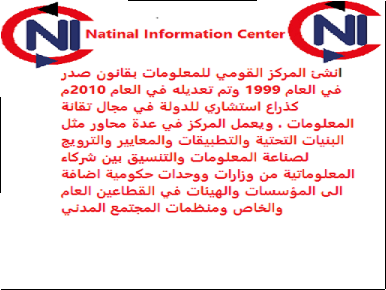 NI
Natinal Information Center
NI
انشئ المركز القومي للمعلومات بقانون صدر
في العام 1999 وتم تعديله في العام 2010م
كذراع استشاري للدولة في مجال تقانة
المعلومات . ويعمل المركز في عدة محاور مثل
البنيات التحتية والتطبيقات والمعايير والترويج
لصناعة المعلومات والتنسيق بين شركاء
المعلوماتية من وزارات ووحدات حكومية اضافة
الى المؤسسات والهيئات في القطاعين العام
والخاص ومنظمات المجتمع المدني